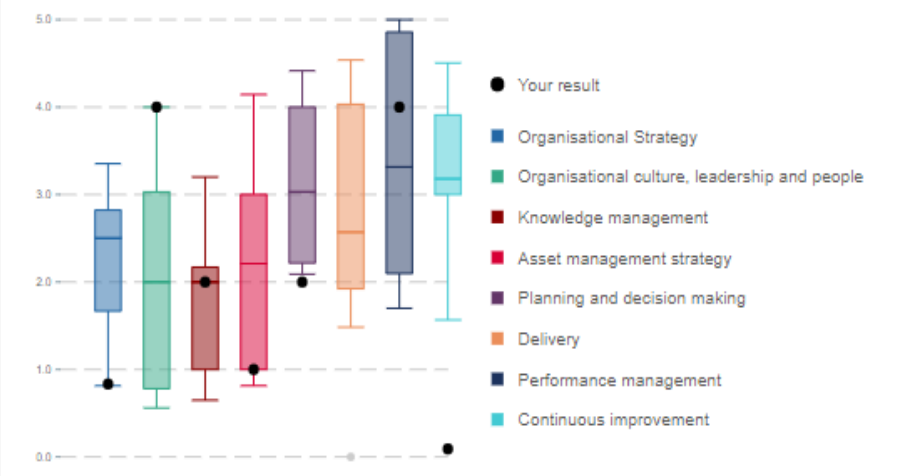 5.0
Your result
4.0
Organisational Strategy
Organisational culture, leadership and people
3.0
Knowledge management
Asset management strategy
2.0
Planning and decision making
Delivery
1.0
Performance management
Continuous improvement
0.0